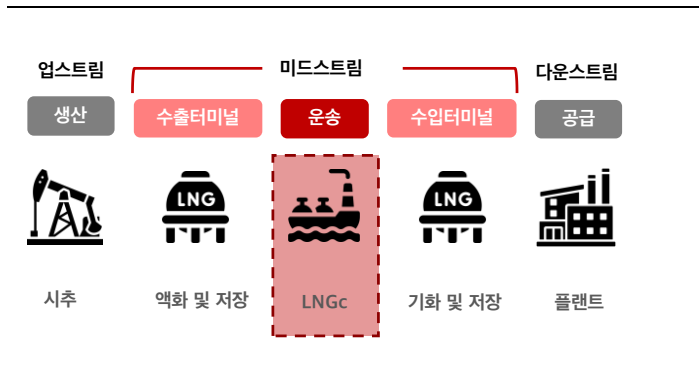 업스트림
미드스트림
다운스트림
생산
수출터미널
운송
수입터미널
공급
LNG
LNG
시추
액화 및 저장
LNGc
기화 및 저장
플랜트